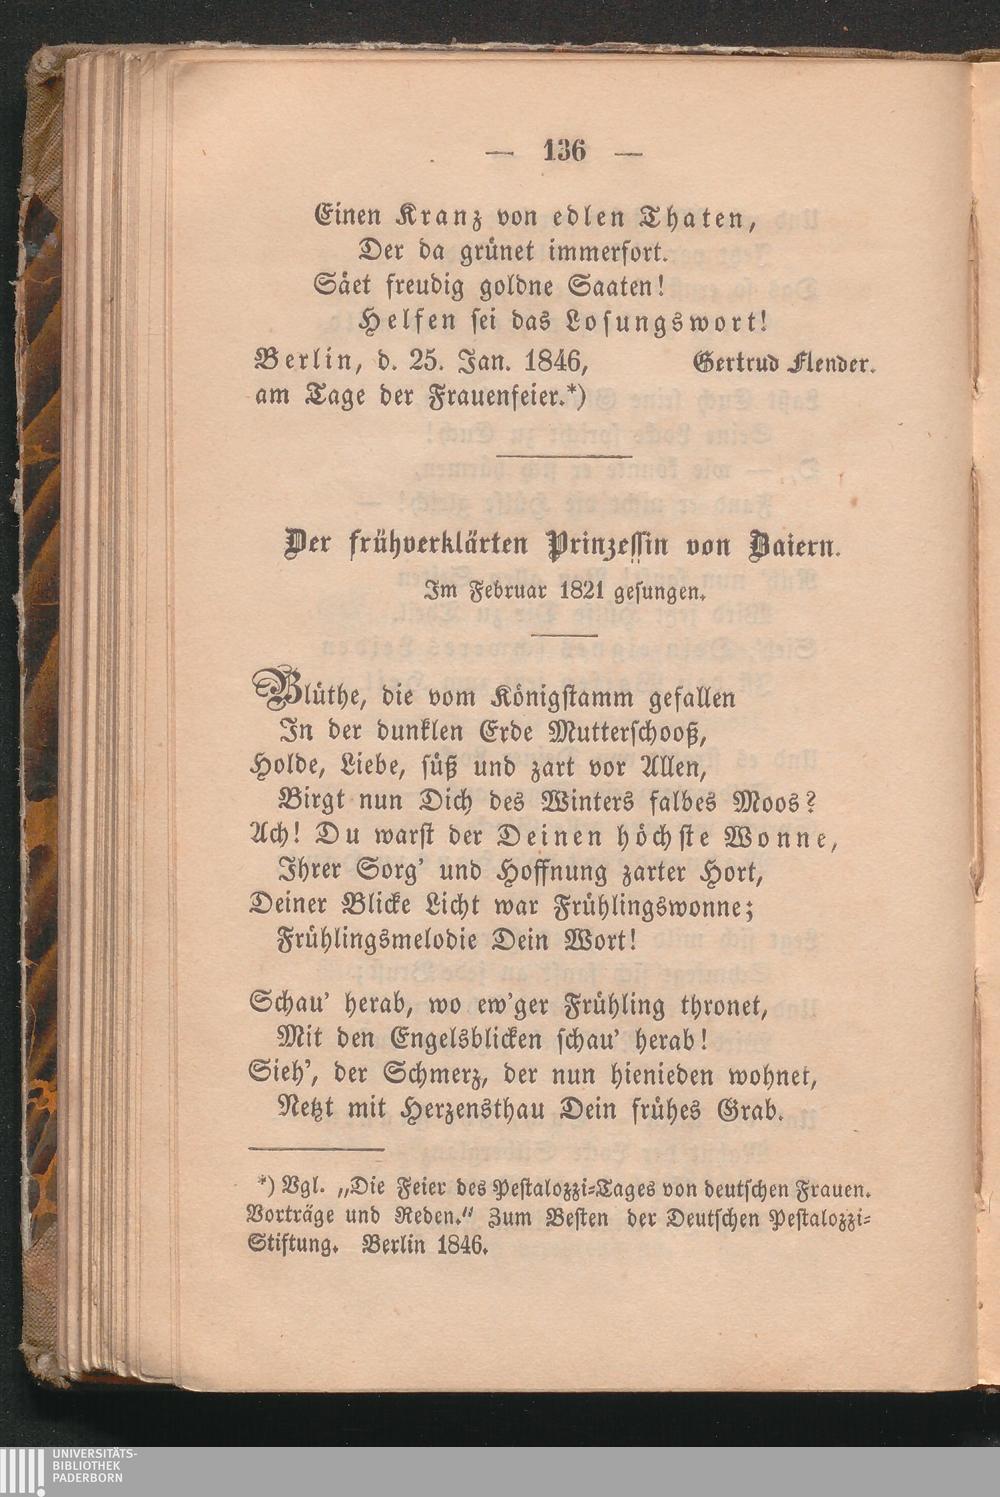 — 136 —
Einen Kranz von edlen Thaten,
Der da grünet immerfort.
Säet freudig goldne Saaten!
Helfen sei das Losungswort!
Berlin, d. 25. Jan. 1846, Gertrud Flender.
am Tage der Frauenfeier.*)
Der frühverklärten Prinzessin von Baiern.
Im Februar 1821 gesungen.
Blüthe, die vom Königstamm gefallen
In der dunklen Erde Mutterschooß,
Holde, Liebe, süß und zart vor Allen,
Birgt nun Dich des Winters falbes Moos?
Ach! Du warst der Deinen höchste Wonne,
Ihrer Sorg' und Hoffnung zarter Hort,
Deiner Blicke Licht war Frühlingswonne;
Frühlingsmelodie Dein Wort!
Schau' herab, wo ew'ger Frühling thronet,
Mit den Engelsblicken schau' herab!
Sieh', der Schmerz, der nun hienieden wohnet,
Netzt mit Herzensthau Dein frühes Grab.
*) Vgl. „Die Feier des Pestalozzi-Tages von deutschen Frauen.
Vorträge und Reden.“ Zum Besten der Deutschen Pestalozzi-
Stiftung. Berlin 1846.
UNIVERSITÄTS-
BIBLIOTHEK
PADERBORN